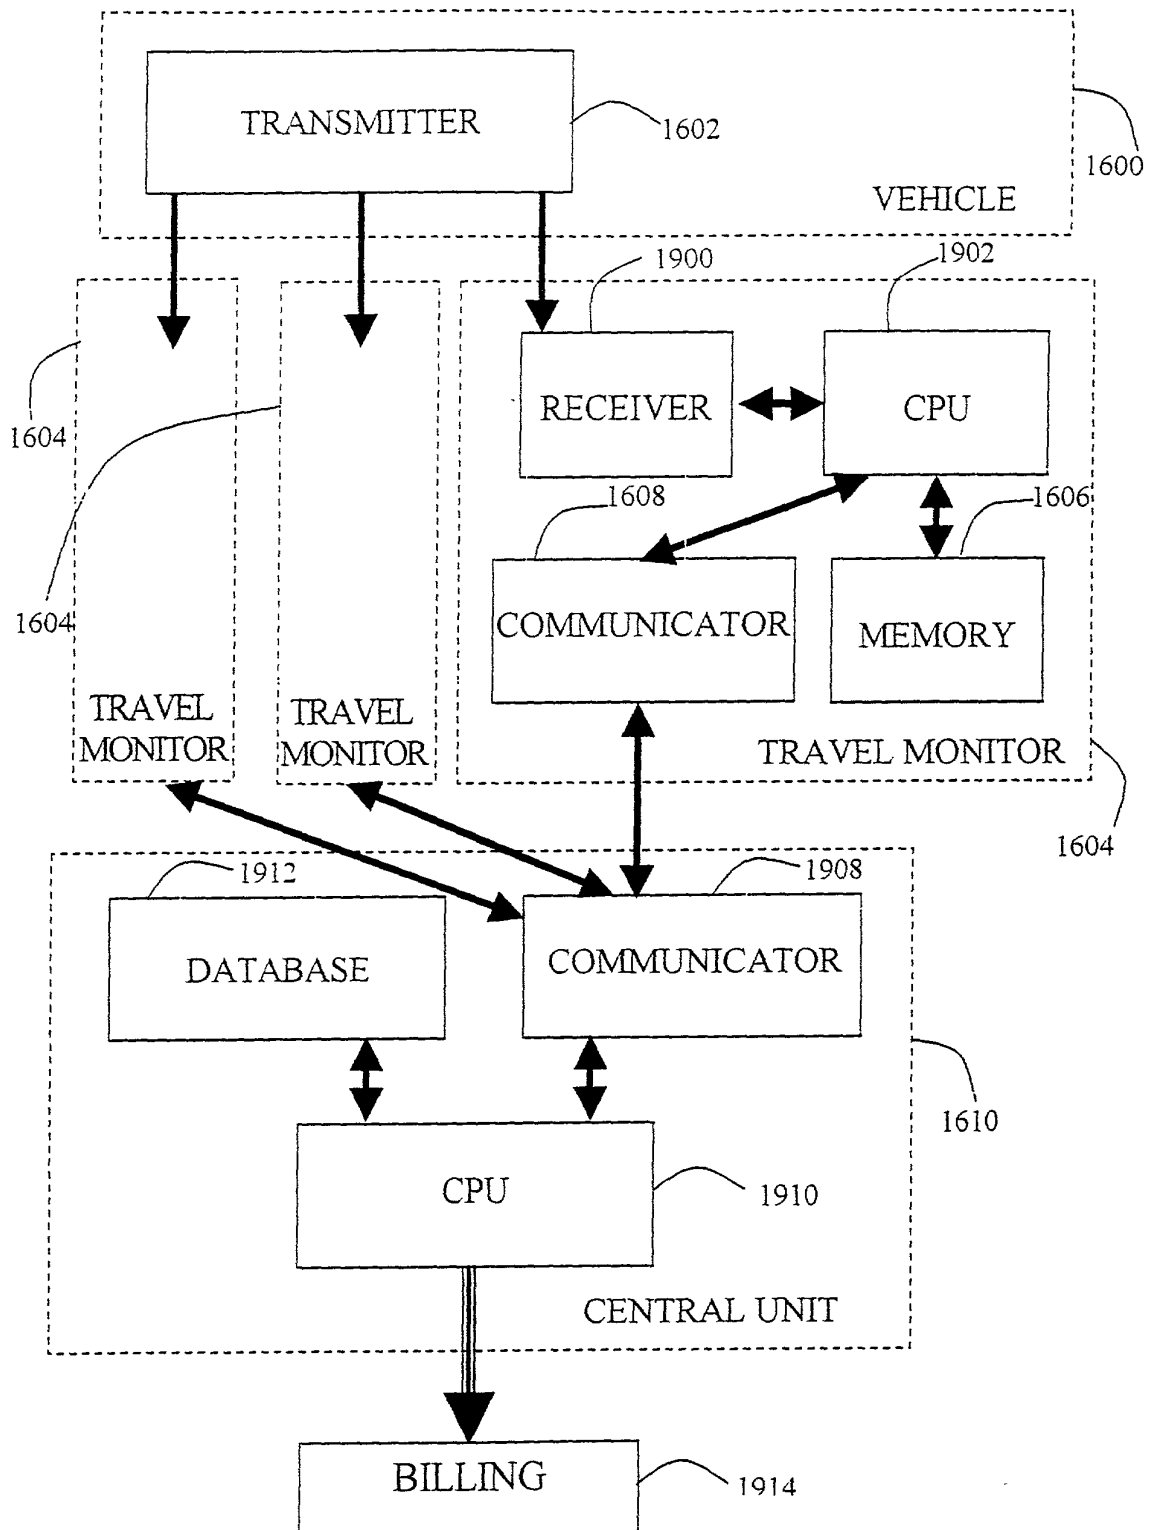 TRANSMITTER
1602
1600
VEHICLE
1900
1902
1604
RECEIVER
CPU
1608
1606
1604
COMMUNICATOR
MEMORY
TRAVEL
MONITOR
TRAVEL
MONITOR
TRAVEL MONITOR
1604
1912
1908
DATABASE
COMMUNICATOR
1610
CPU
1910
CENTRAL UNIT
BILLING
1914